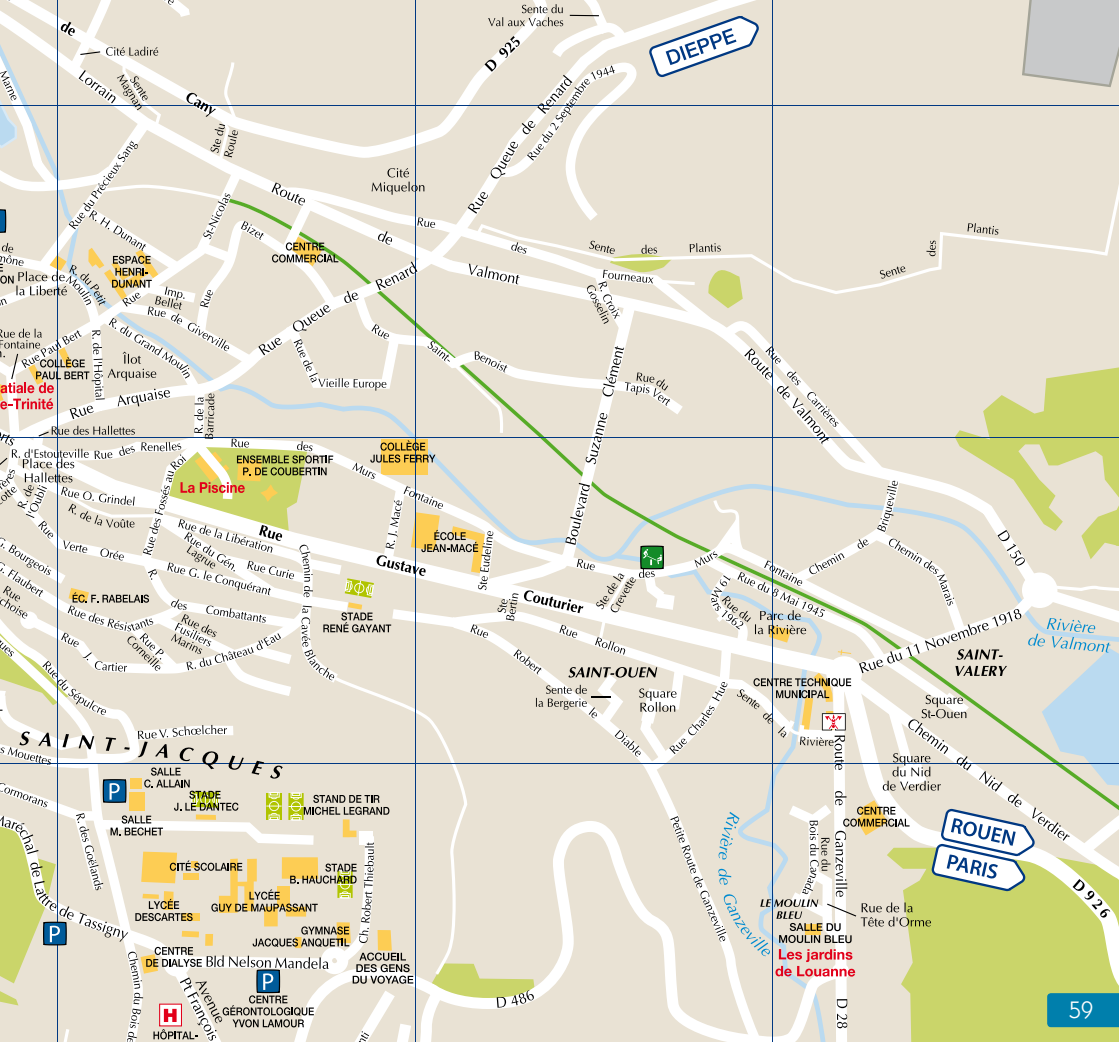 de
Cité Ladiré
Sente du
Val aux Vaches
DIEPPE
D 925
Marne
Lorrain
Sente
Magnan
Cany
Ste du
Roule
Rue Queue de Renard
Rue du 2 Septembre 1944
Cité
Miquelon
Rue du Précieux Sang
R. H. Dunant
St-Nicolas
Rue
Bizet
Route
de
Valmont
Rue
des
Fourneaux
Sente des Plantis
Sente
des
Plantis
CENTRE
COMMERCIAL
ESPACE
HENRI-
DUNANT
Place de
la Liberté
R. du Petit
Moulin
Rue
Imp.
Bellet
Rue de Giverville
Rue Queue de Renard
R. Croix
Gosselin
Rue de la
Fontaine
Rue Paul Bert
COLLÈGE
PAUL BERT
R. de l'Hôpital
R. du Grand Moulin
Îlot
Arquaise
Rue de la
Vieille Europe
Rue
Saint
Benoist
Rue du
Tapis Vert
Boulevard Suzanne Clément
Route de Valmont
Rue des Carrières
atiale de
e-Trinité
Rue Arquaise
R. de la
Barricade
Rue des Hallettes
R. d'Estouteville
Rue des Renelles
Place des
Hallettes
Rue des Murs Fontaine
ENSEMBLE SPORTIF
P. DE COUBERTIN
La Piscine
COLLÈGE
JULES FERRY
R. de
l'Oubli
Rue O. Grindel
R. de la Voûte
Rue des Fossés au Roi
Rue de la Libération
Rue du Gén.
Lagrue
Rue Curie
Rue Gustave Couturier
R. J. Macé
ÉCOLE
JEAN-MACÉ
Ste Eudeline
Rue Verte Orée
G. Bourgeois
G. Flaubert
Rue
Rue G. le Conquérant
R. des Combattants
Chemin de la Cavée Blanche
ÉC. F. RABELAIS
Rue des Résistants
Rue des
Fusiliers
Marins
Rue P.
Corneille
Rue J. Cartier
R. du Château d'Eau
STADE
RENÉ GAYANT
Ste
Bertin
Rue des Murs Fontaine
Ste de la
Crevette
Rue du
19 Mars 1962
Rue du 8 Mai 1945
Parc de
la Rivière
Chemin de Briqueville
Chemin des Marais
D 150
Rivière
de Valmont
Rue du 11 Novembre 1918
SAINT-
VALERY
Rue Rollon
Rue Robert le Diable
SAINT-OUEN
Sente de
la Bergerie
Square
Rollon
Rue Charles Hue
Sente de la Rivière
CENTRE TECHNIQUE
MUNICIPAL
Square
St-Ouen
Chemin du Nid de Verdier
Square
du Nid
de Verdier
Rue du Sépulcre
Rue V. Schœlcher
s Mouettes
SAINT-JACQUES
Cormorans
P
SALLE
C. ALLAIN
STADE
J. LE DANTEC
SALLE
M. BECHET
STAND DE TIR
MICHEL LEGRAND
R. des Goélands
Maréchal de Lattre de Tassigny
CITÉ SCOLAIRE
STADE
B. HAUCHARD
LYCÉE
GUY DE MAUPASSANT
LYCÉE
DESCARTES
GYMNASE
JACQUES ANQUETIL
Ch. Robert Thiebault
P
CENTRE
DE DIALYSE
Bld Nelson Mandela
ACCUEIL
DES GENS
DU VOYAGE
P
CENTRE
GÉRONTOLOGIQUE
YVON LAMOUR
Chemin du Bois de
Avenue
Pt François
H
HÔPITAL-
D 486
Petite Route de Ganzeville
Rivière de Ganzeville
Route de Ganzeville
CENTRE
COMMERCIAL
Rue du
Bois du Canada
LE MOULIN
BLEU
Rue de la
Tête d'Orme
SALLE DU
MOULIN BLEU
Les jardins
de Louanne
D 28
ROUEN
PARIS
D 926
59